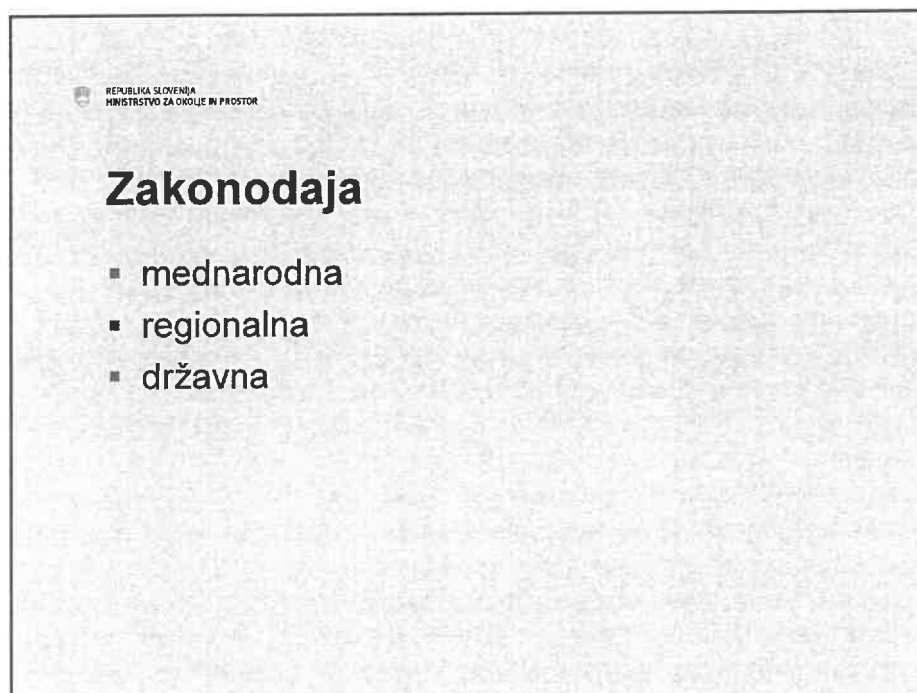 REPUBLIKA SLOVENIJA
MINISTRSTVO ZA OKOLJE IN PROSTOR
Zakonodaja
▪ mednarodna
▪ regionalna
▪ državna